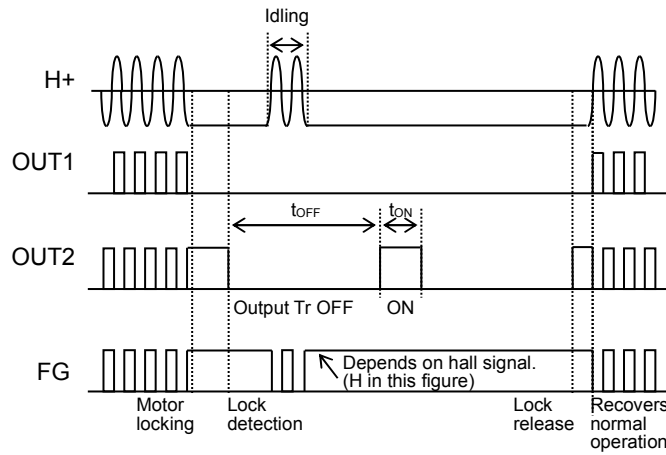 Idling
H+
OUT1
tOFF
tON
OUT2
Output Tr OFF
ON
FG
Depends on hall signal.
(H in this figure)
Motor
locking
Lock
detection
Lock
release
Recovers
normal
operation